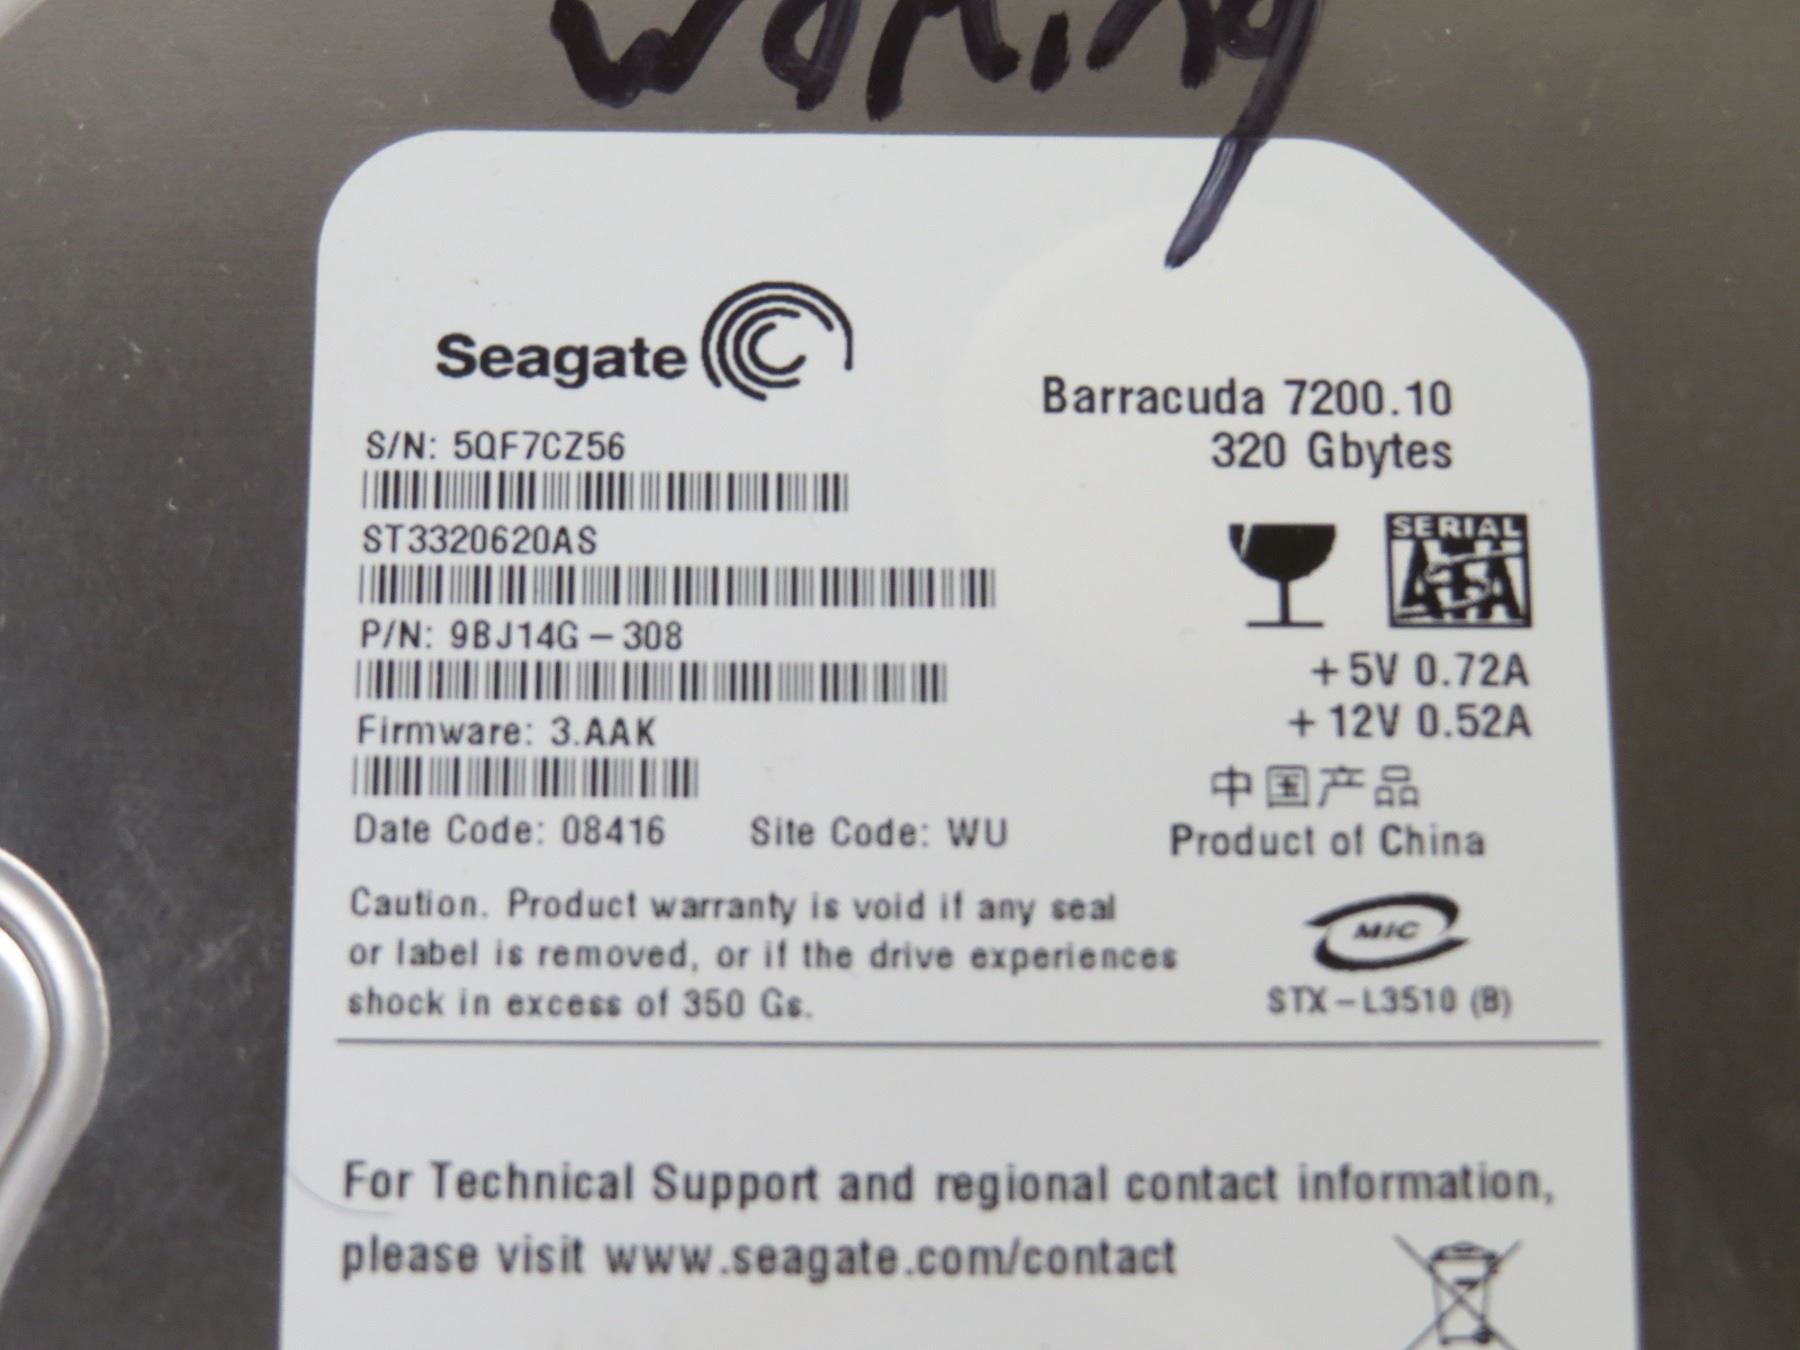 Working
Seagate
Barracuda 7200.10
320 Gbytes
S/N: 5QF7CZ56
ST3320620AS
SERIAL
ATA
P/N: 9BJ14G-308
+5V 0.72A
+12V 0.52A
Firmware: 3.AAK
中国产品
Product of China
Date Code: 08416 Site Code: WU
Caution. Product warranty is void if any seal
or label is removed, or if the drive experiences
shock in excess of 350 Gs.
MIC
STX-L3510 (B)
For Technical Support and regional contact information,
please visit www.seagate.com/contact